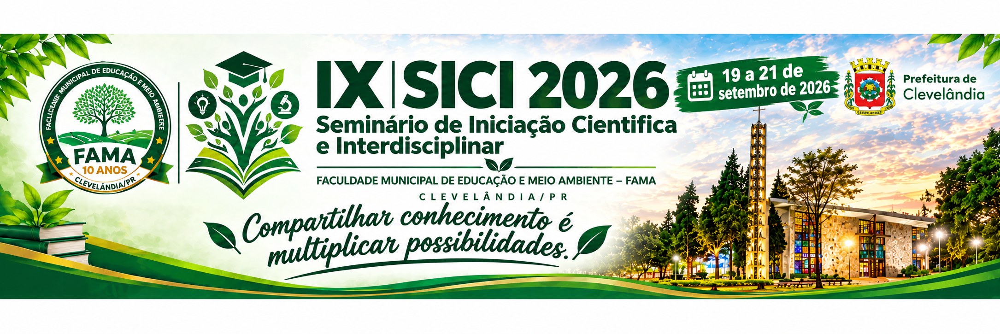 FACULDADE MUNICIPAL DE EDUCAÇÃO E MEIO
FAMA
10 ANOS
CLEVELÂNDIA/PR
IX | SICI 2026
Seminário de Iniciação Cientifica
e Interdisciplinar
FACULDADE MUNICIPAL DE EDUCAÇÃO E MEIO AMBIENTE – FAMA
CLEVELÂNDIA/PR
Compartilhar conhecimento é
multiplicar possibilidades.
19 a 21 de
setembro de 2026
Prefeitura de
Clevelândia